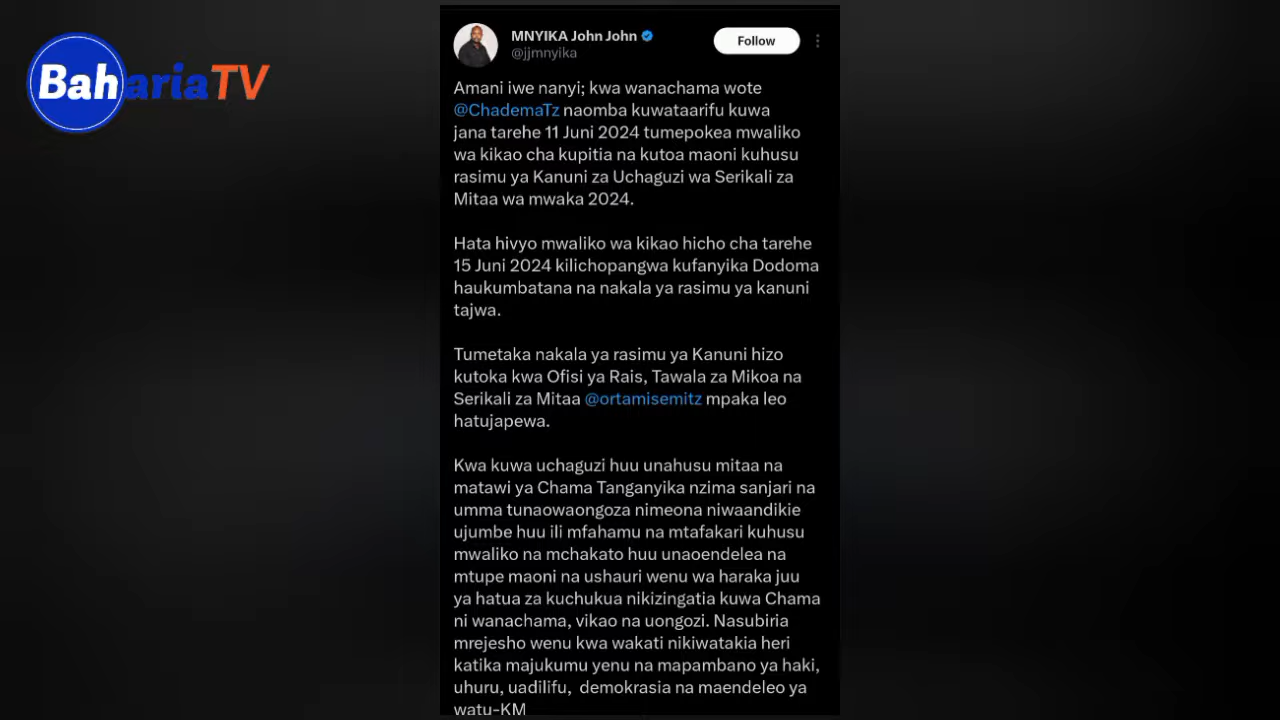 BahariaTV
MNYIKA John John
@jjmnyika
Follow
Amani iwe nanyi; kwa wanachama wote
@ChademaTz naomba kuwataarifu kuwa
jana tarehe 11 Juni 2024 tumepokea mwaliko
wa kikao cha kupitia na kutoa maoni kuhusu
rasimu ya Kanuni za Uchaguzi wa Serikali za
Mitaa wa mwaka 2024.
Hata hivyo mwaliko wa kikao hicho cha tarehe
15 Juni 2024 kilichopangwa kufanyika Dodoma
haukumbatana na nakala ya rasimu ya kanuni
tajwa.
Tumetaka nakala ya rasimu ya Kanuni hizo
kutoka kwa Ofisi ya Rais, Tawala za Mikoa na
Serikali za Mitaa @ortamisemitz mpaka leo
hatujapewa.
Kwa kuwa uchaguzi huu unahusu mitaa na
matawi ya Chama Tanganyika nzima sanjari na
umma tunaowaongoza nimeona niwaandikie
ujumbe huu ili mfahamu na mtafakari kuhusu
mwaliko na mchakato huu unaoendelea na
mtupe maoni na ushauri wenu wa haraka juu
ya hatua za kuchukua nikizingatia kuwa Chama
ni wanachama, vikao na uongozi. Nasubiria
mrejesho wenu kwa wakati nikiwatakia heri
katika majukumu yenu na mapambano ya haki,
uhuru, uadilifu, demokrasia na maendeleo ya
watu-KM